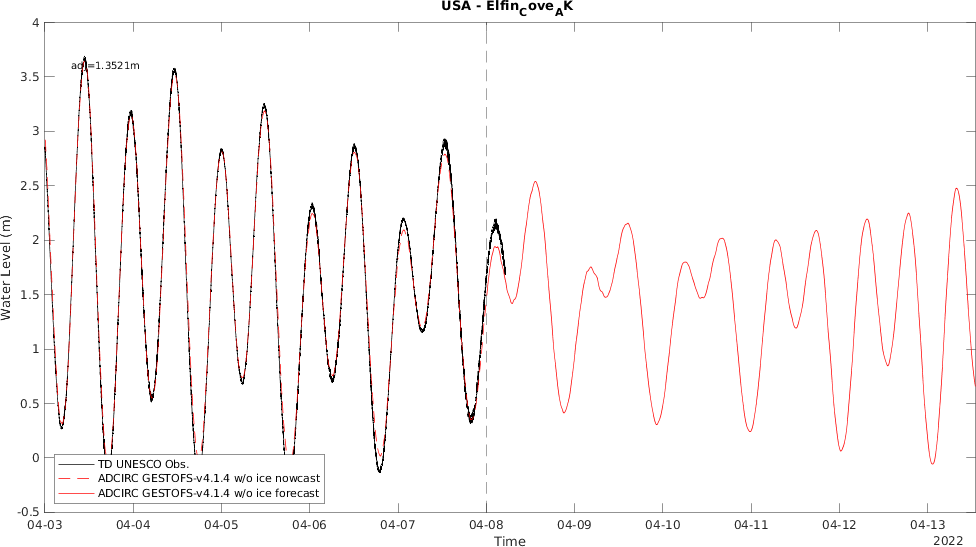 USA - ElfinCoveAK
4
3.5
3
2.5
2
1.5
1
0.5
0
-0.5
Water Level (m)
=1.3521m
TD UNESCO Obs.
ADCIRC GESTOFS-v4.1.4 w/o ice nowcast
ADCIRC GESTOFS-v4.1.4 w/o ice forecast
04-03 04-04 04-05 04-06 04-07 04-08 04-09 04-10 04-11 04-12 04-13
Time
2022